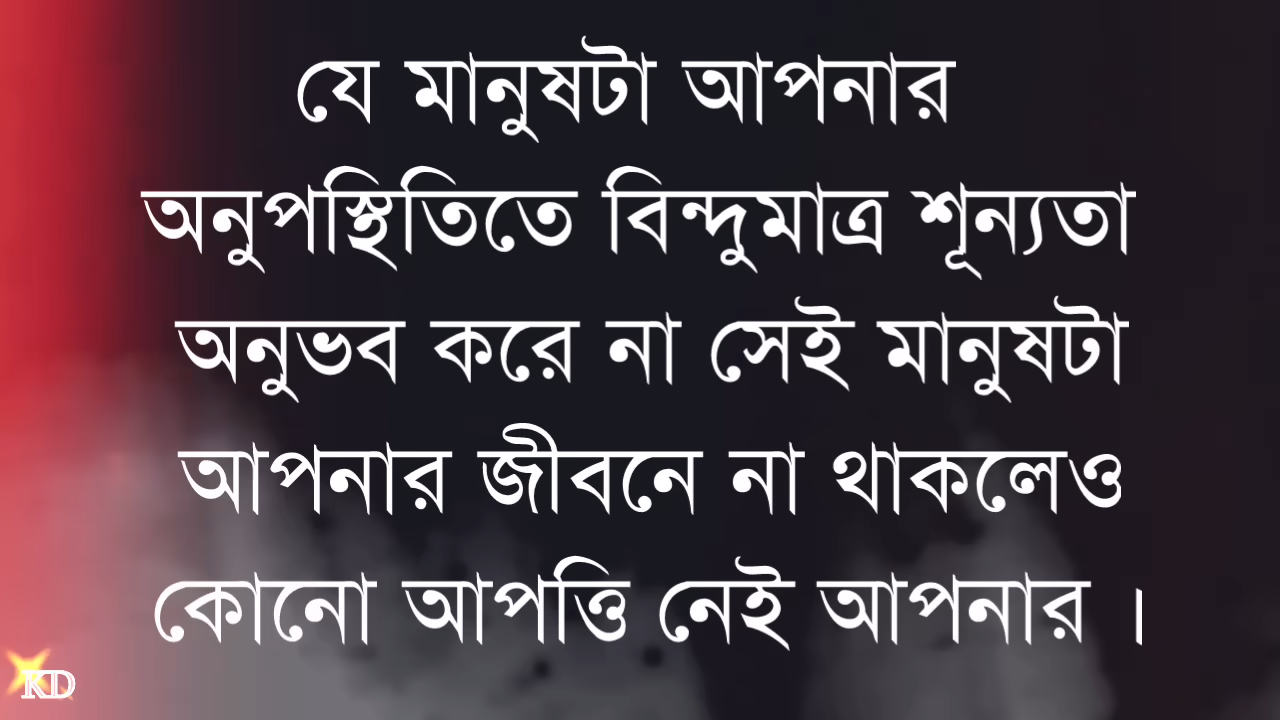 যে মানুষটা আপনার
অনুপস্থিতিতে বিন্দুমাত্র শূন্যতা
অনুভব করে না সেই মানুষটা
আপনার জীবনে না থাকলেও
কোনো আপত্তি নেই আপনার ।
KD